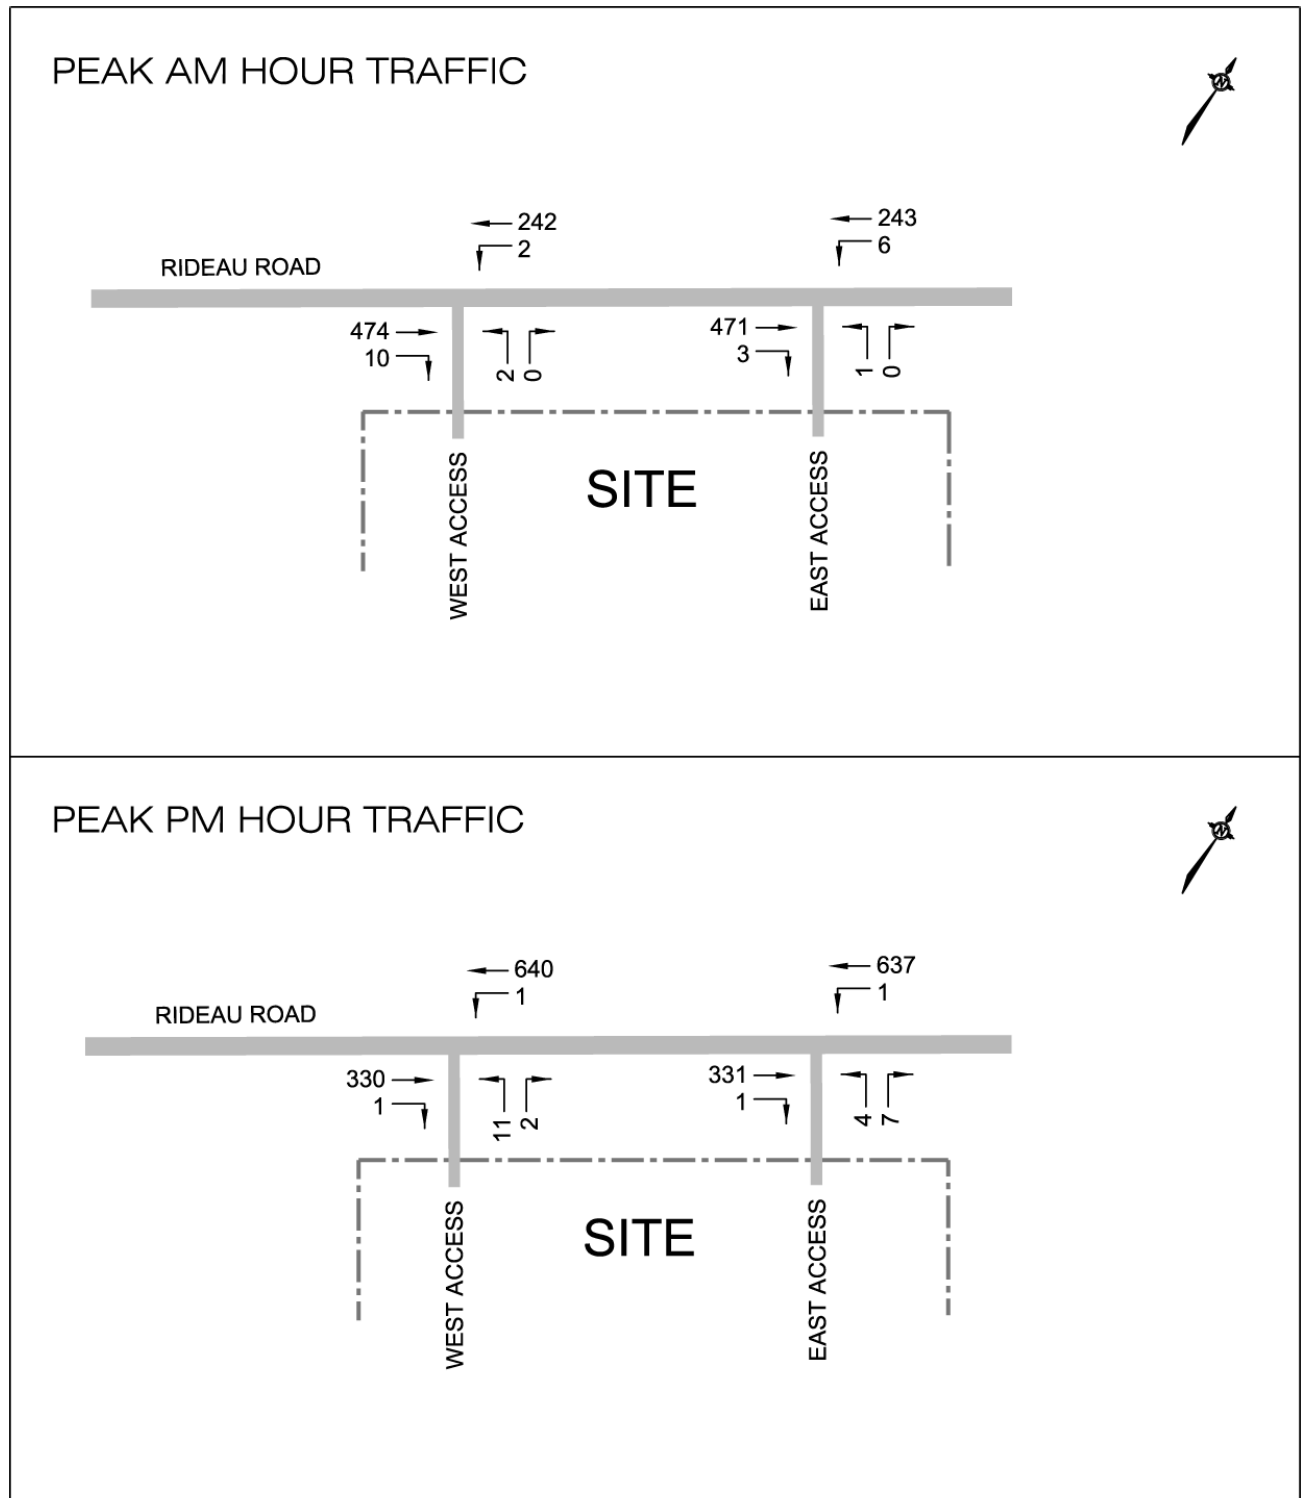 PEAK AM HOUR TRAFFIC
N
242
2
243
6
RIDEAU ROAD
474
10
2
0
471
3
1
0
WEST ACCESS
SITE
EAST ACCESS
PEAK PM HOUR TRAFFIC
N
640
1
637
1
RIDEAU ROAD
330
1
11
2
331
1
4
7
WEST ACCESS
SITE
EAST ACCESS